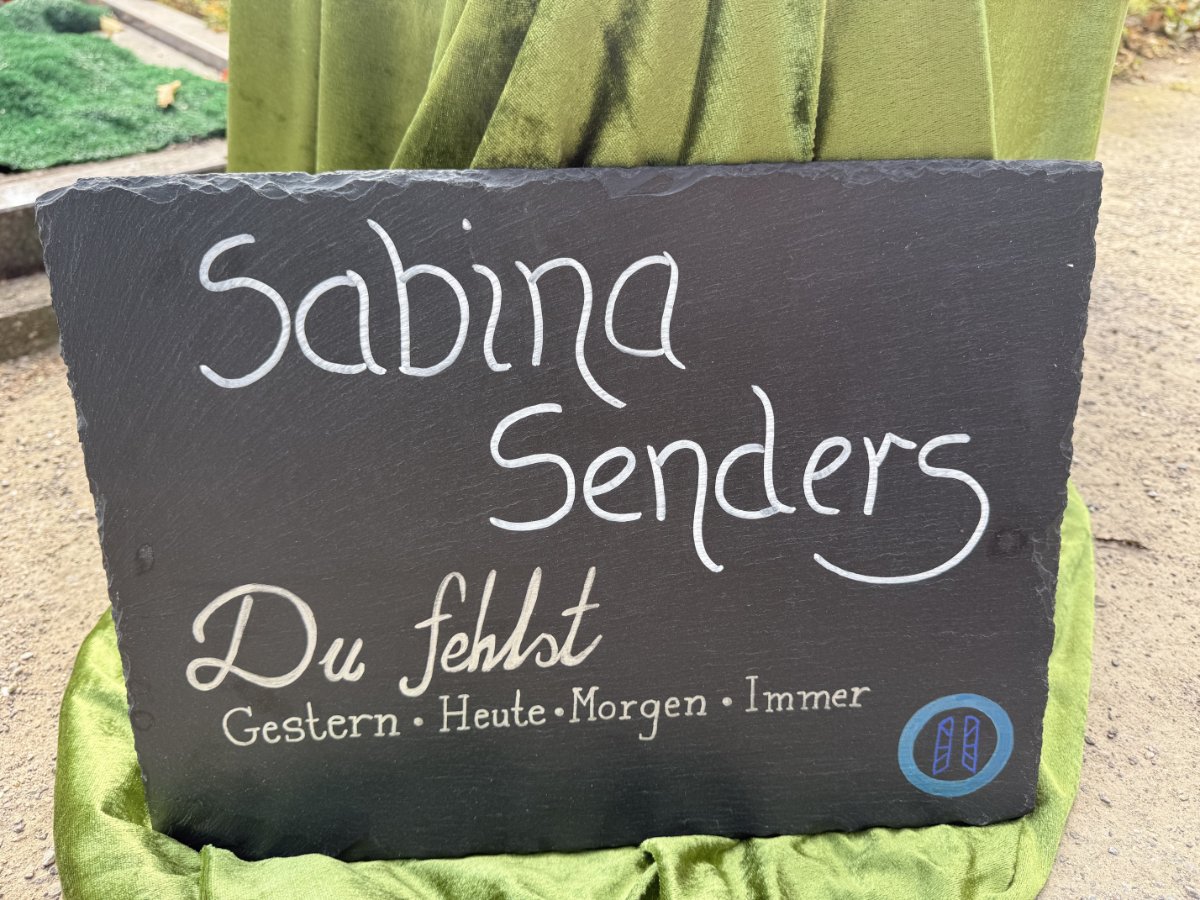 Sabina
Senders
Du fehlst
Gestern · Heute · Morgen · Immer